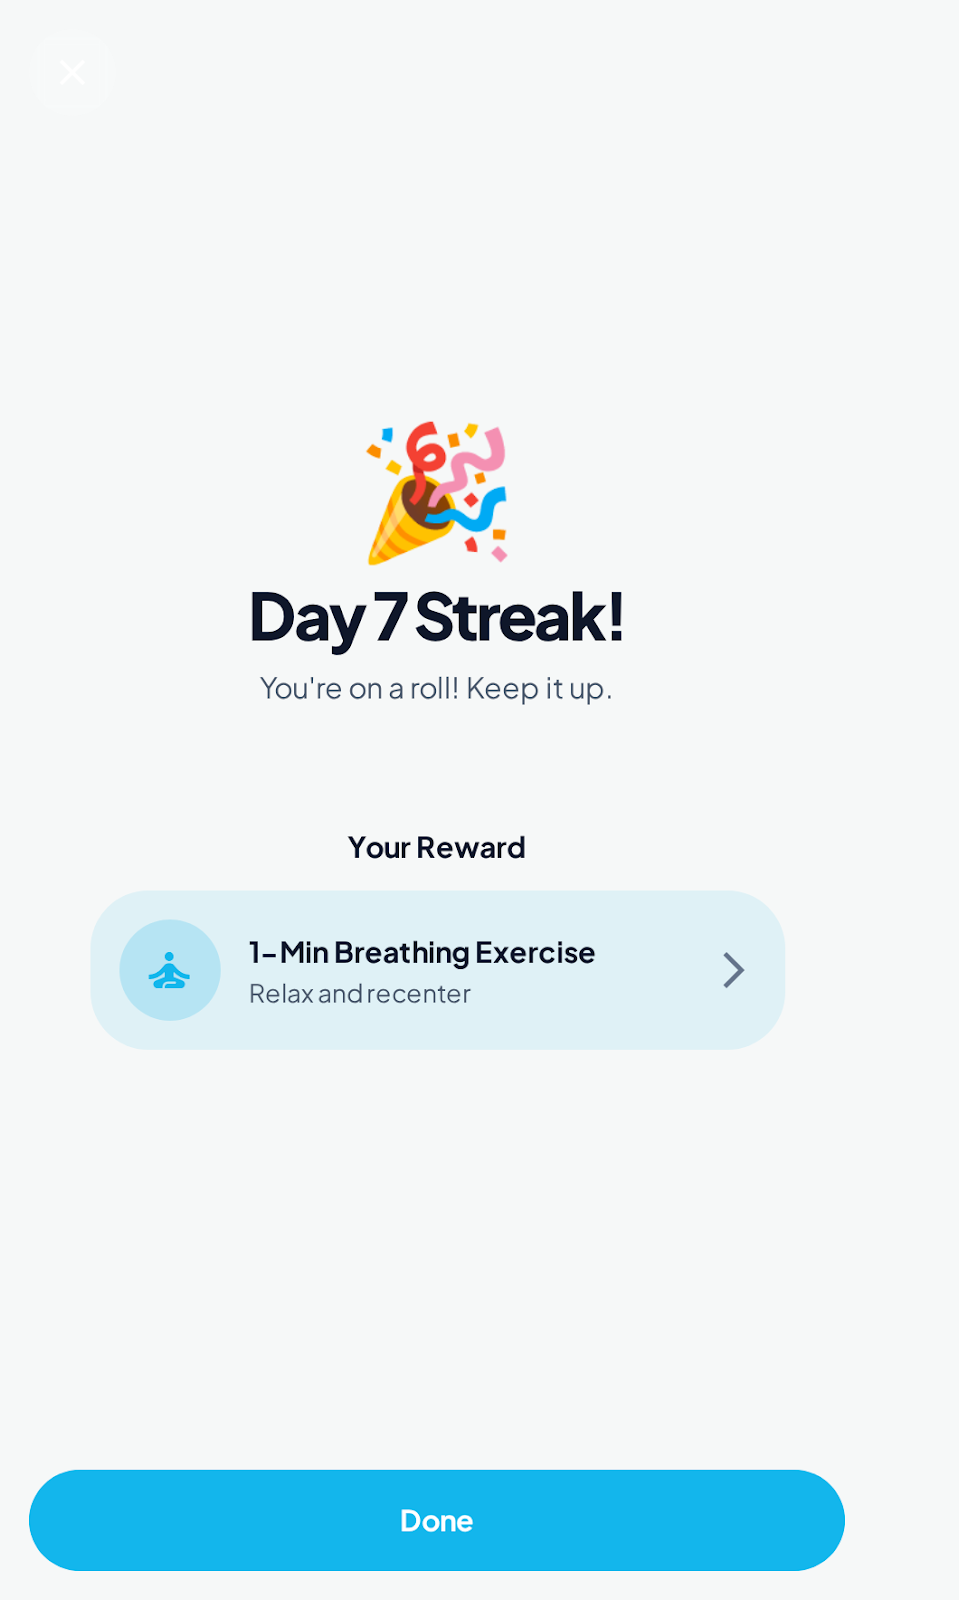 Day 7 Streak!
You're on a roll! Keep it up.
Your Reward
1-Min Breathing Exercise
Relax and recenter
Done